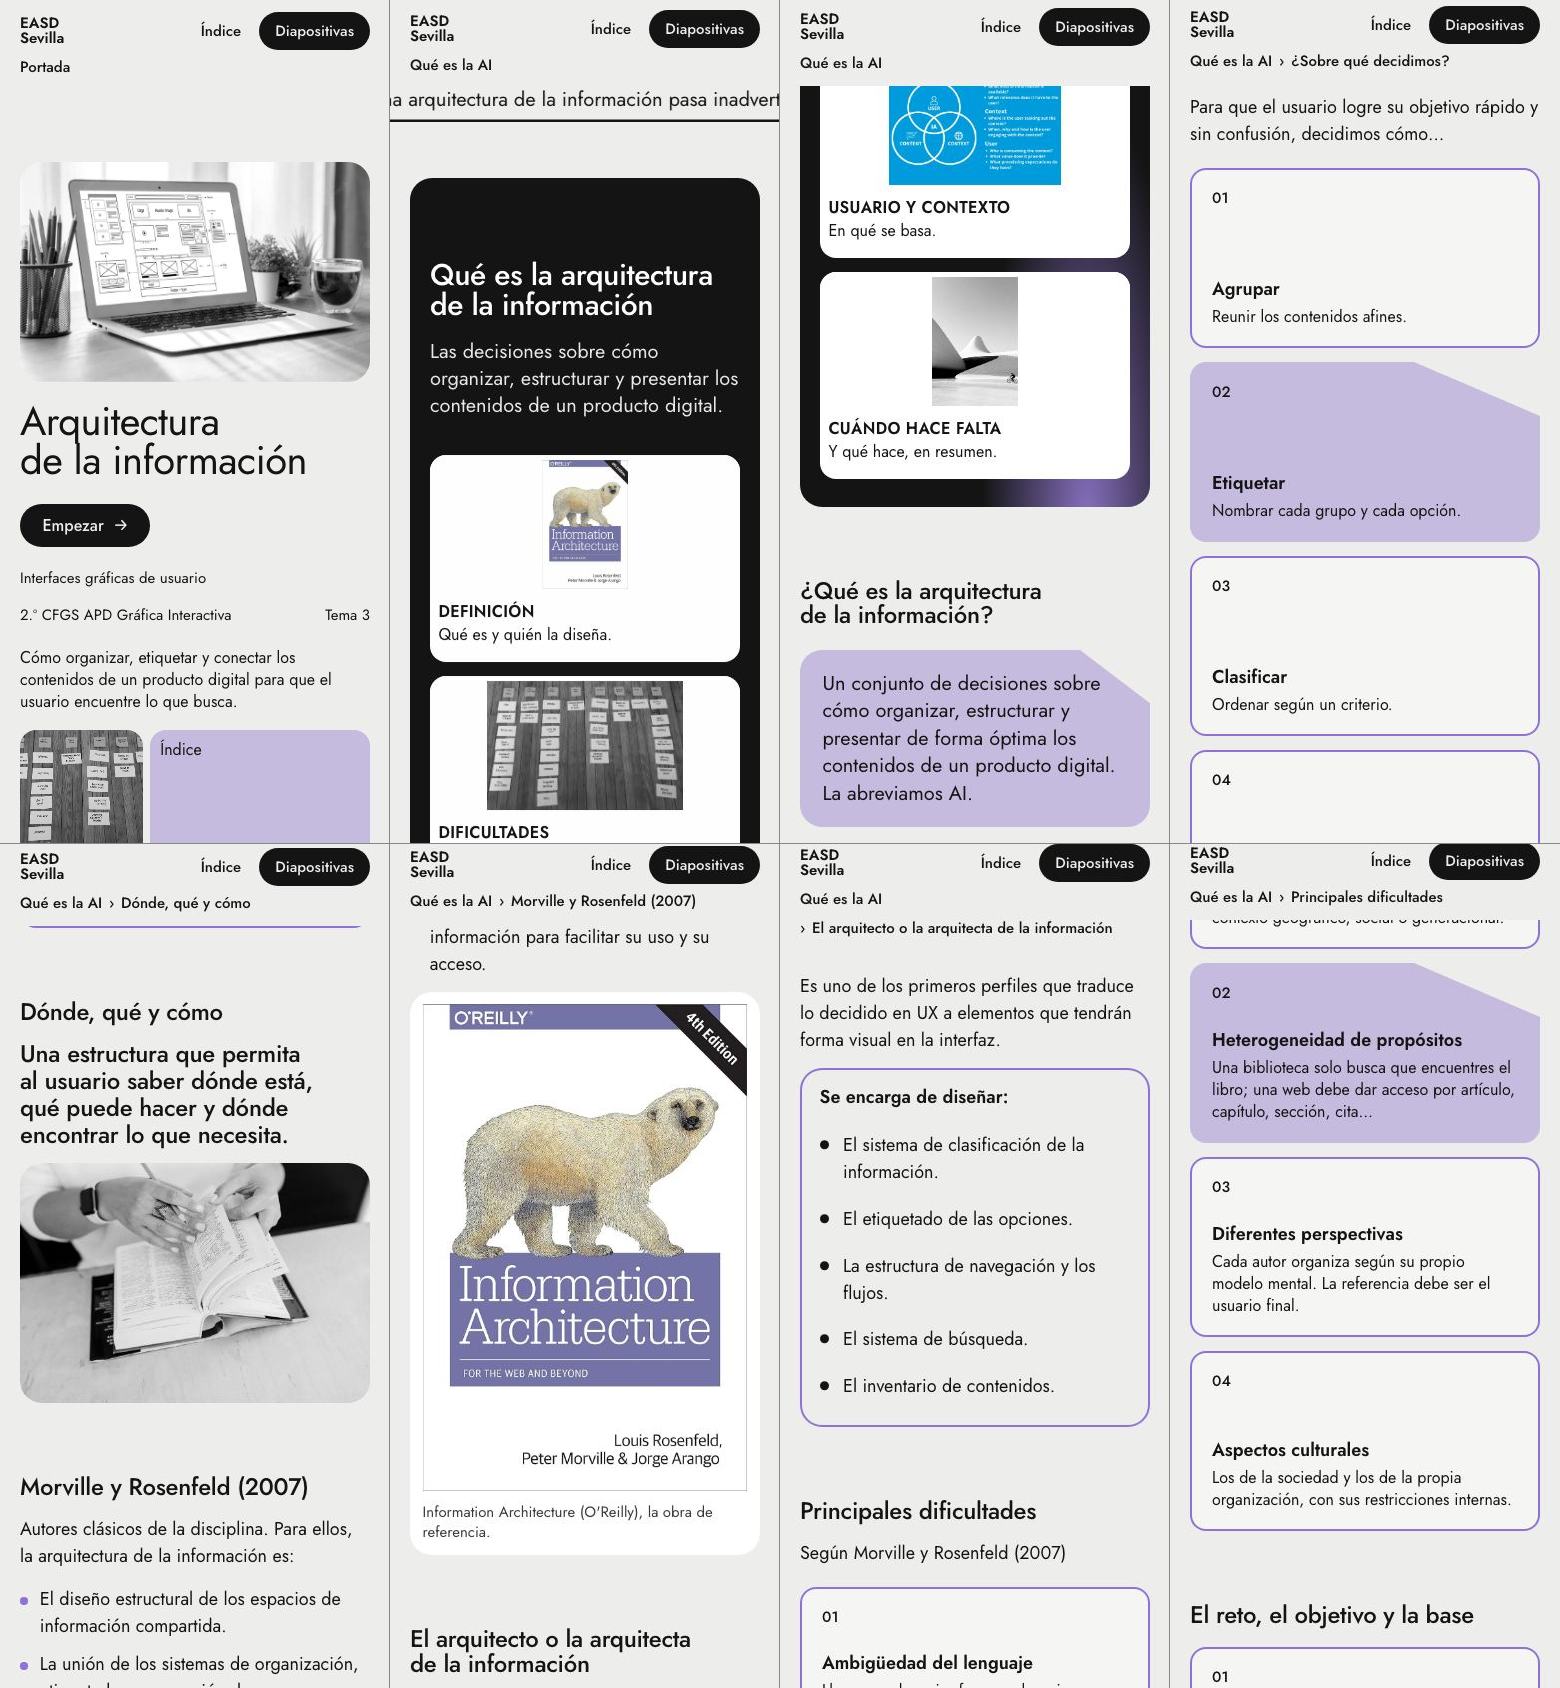 EASD
Sevilla
Índice
Diapositivas
Portada
Arquitectura
de la información
Empezar →
Interfaces gráficas de usuario
2.° CFGS APD Gráfica Interactiva
Tema 3
Cómo organizar, etiquetar y conectar los
contenidos de un producto digital para que el
usuario encuentre lo que busca.
Índice
EASD
Sevilla
Índice
Diapositivas
Qué es la AI
arquitectura de la información pasa
Qué es la arquitectura
de la información
Las decisiones sobre cómo
organizar, estructurar y presentar los
contenidos de un producto digital.
O'REILLY
Information
Architecture
Louis Rosenfeld
Peter Morville & Jorge Arango
DEFINICIÓN
Qué es y quién la diseña.
DIFICULTADES
EASD
Sevilla
Índice
Diapositivas
Qué es la AI
USER
IA
CONTENT
CONTEXT
Context
User
USUARIO Y CONTEXTO
En qué se basa.
CUÁNDO HACE FALTA
Y qué hace, en resumen.
¿Qué es la arquitectura
de la información?
Un conjunto de decisiones sobre
cómo organizar, estructurar y
presentar de forma óptima los
contenidos de un producto digital.
La abreviamos AI.
EASD
Sevilla
Índice
Diapositivas
Qué es la AI › ¿Sobre qué decidimos?
Para que el usuario logre su objetivo rápido y
sin confusión, decidimos cómo…
01
Agrupar
Reunir los contenidos afines.
02
Etiquetar
Nombrar cada grupo y cada opción.
03
Clasificar
Ordenar según un criterio.
04
EASD
Sevilla
Índice
Diapositivas
Qué es la AI › Dónde, qué y cómo
Dónde, qué y cómo
Una estructura que permita
al usuario saber dónde está,
qué puede hacer y dónde
encontrar lo que necesita.
Morville y Rosenfeld (2007)
Autores clásicos de la disciplina. Para ellos,
la arquitectura de la información es:
El diseño estructural de los espacios de
información compartida.
La unión de los sistemas de organización,
EASD
Sevilla
Índice
Diapositivas
Qué es la AI › Morville y Rosenfeld (2007)
información para facilitar su uso y su
acceso.
O'REILLY®
4th Edition
Information
Architecture
FOR THE WEB AND BEYOND
Louis Rosenfeld,
Peter Morville & Jorge Arango
Information Architecture (O'Reilly), la obra de
referencia.
El arquitecto o la arquitecta
de la información
EASD
Sevilla
Índice
Diapositivas
Qué es la AI
› El arquitecto o la arquitecta de la información
Es uno de los primeros perfiles que traduce
lo decidido en UX a elementos que tendrán
forma visual en la interfaz.
Se encarga de diseñar:
El sistema de clasificación de la
información.
El etiquetado de las opciones.
La estructura de navegación y los
flujos.
El sistema de búsqueda.
El inventario de contenidos.
Principales dificultades
Según Morville y Rosenfeld (2007)
01
Ambigüedad del lenguaje
EASD
Sevilla
Índice
Diapositivas
Qué es la AI › Principales dificultades
contexto geográfico, social o generacional.
02
Heterogeneidad de propósitos
Una biblioteca solo busca que encuentres el
libro; una web debe dar acceso por artículo,
capítulo, sección, cita…
03
Diferentes perspectivas
Cada autor organiza según su propio
modelo mental. La referencia debe ser el
usuario final.
04
Aspectos culturales
Los de la sociedad y los de la propia
organización, con sus restricciones internas.
El reto, el objetivo y la base
01